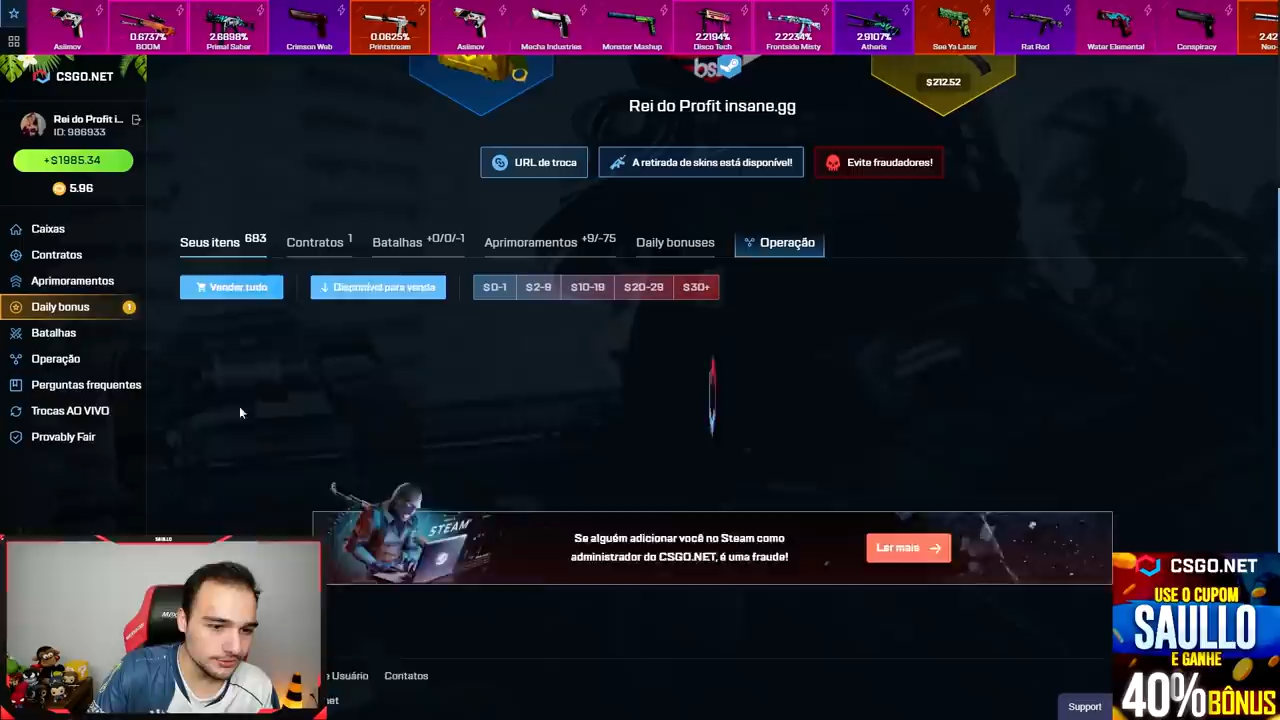 Asiimov
0.6737%
BOOM
2.6898%
Primal Saber
Crimson Web
0.0625%
Printstream
Asiimov
Mecha Industries
Monster Mashup
2.2194%
Disco Tech
2.2234%
Frontside Misty
2.9107%
Atheris
See Ya Later
Rat Rod
Water Elemental
Conspiracy
2.42
Neo-
CSGO.NET
$212.52
Rei do Profit insane.gg
Rei do Profit i...
ID: 986933
+$1985.34
5.96
URL de troca
A retirada de skins está disponível!
Evite fraudadores!
Caixas
Contratos
Aprimoramentos
Daily bonus 1
Batalhas
Operação
Perguntas frequentes
Trocas AO VIVO
Provably Fair
Seus itens 683
Contratos 1
Batalhas +0/0/-1
Aprimoramentos +9/-75
Daily bonuses
Operação
Vender tudo
Disponível para venda
$0-1
$2-9
$10-19
$20-29
$30+
STEAM
Se alguém adicionar você no Steam como
administrador do CSGO.NET, é uma fraude!
Ler mais
SAULLO
e Usuário
Contatos
net
CSGO.NET
USE O CUPOM
SAULLO
E GANHE
40% BÔNUS
Support